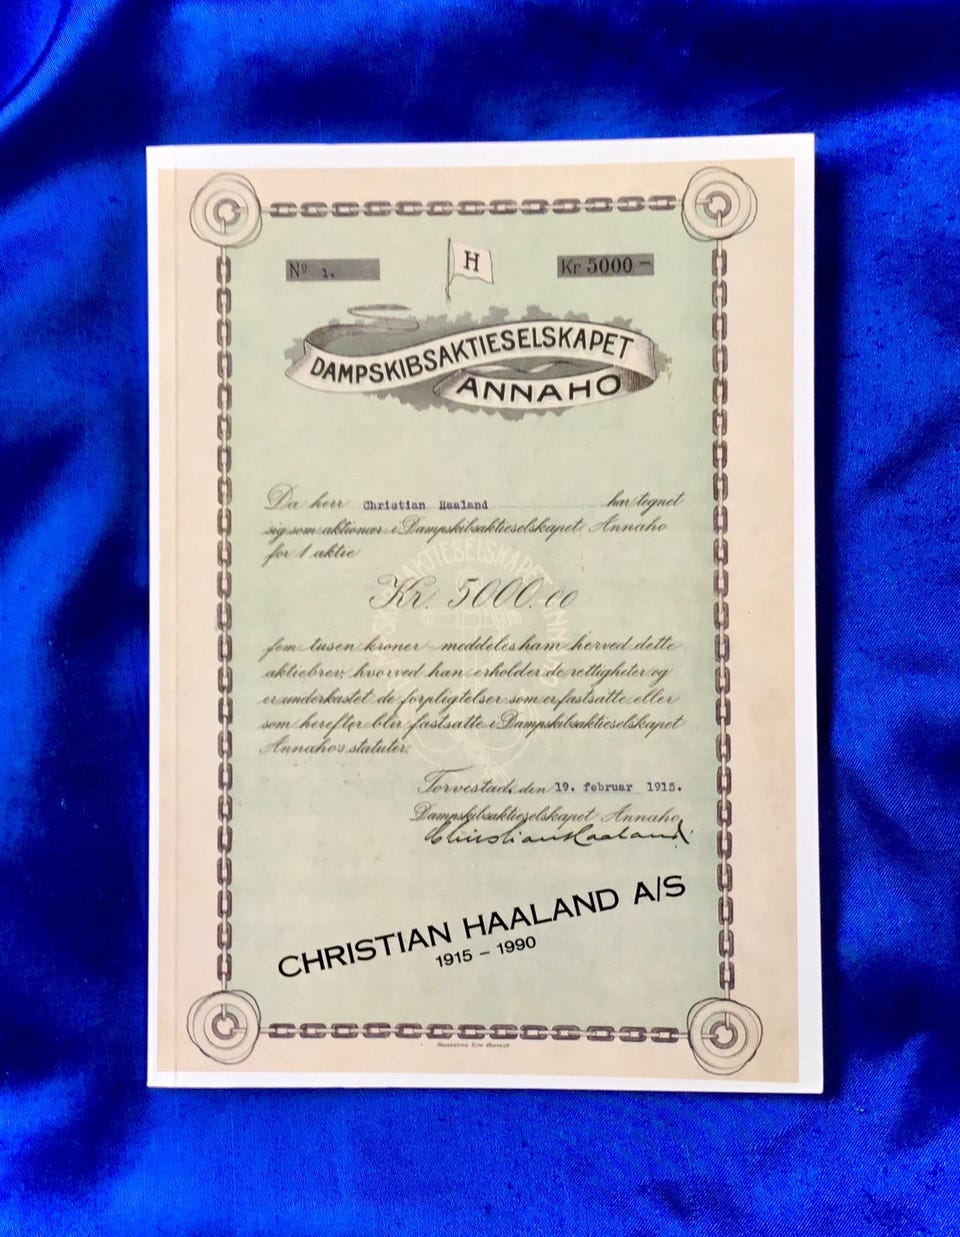 Nº 1.
H
Kr 5000 —
DAMPSKIBSAKTIESELSKAPET
ANNAHO
Da herr Christian Haaland har tegnet
sig som aktionær i Dampskibsaktieselskapet Annaho
for 1 aktie
Kr. 5000.00
fem tusen kroner meddeles ham herved dette
aktiebrev, hvorved han erholder de rettigheter og
er underkastet de forpligtelser som er fastsatte eller
som herefter blir fastsatte i Dampskibsaktieselskapet
Annaho's statuter.
Torvestad, den 19. februar 1915.
Dampskibsaktieselskapet Annaho
Christian Haaland
CHRISTIAN HAALAND A/S
1915 – 1990